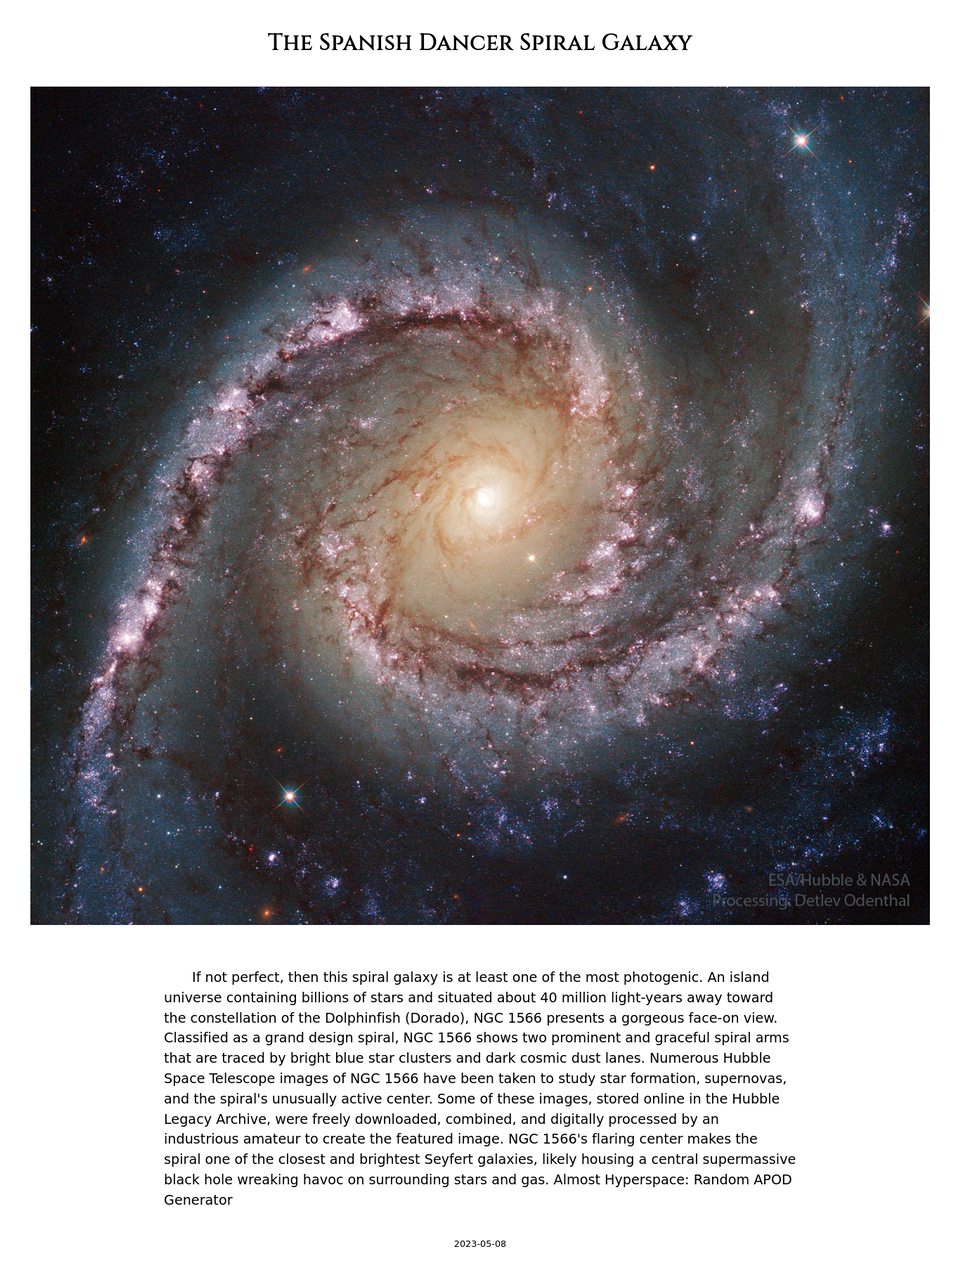 The Spanish Dancer Spiral Galaxy
ESA/Hubble & NASA
Processing: Detlev Odenthal
If not perfect, then this spiral galaxy is at least one of the most photogenic. An island
universe containing billions of stars and situated about 40 million light-years away toward
the constellation of the Dolphinfish (Dorado), NGC 1566 presents a gorgeous face-on view.
Classified as a grand design spiral, NGC 1566 shows two prominent and graceful spiral arms
that are traced by bright blue star clusters and dark cosmic dust lanes. Numerous Hubble
Space Telescope images of NGC 1566 have been taken to study star formation, supernovas,
and the spiral's unusually active center. Some of these images, stored online in the Hubble
Legacy Archive, were freely downloaded, combined, and digitally processed by an
industrious amateur to create the featured image. NGC 1566's flaring center makes the
spiral one of the closest and brightest Seyfert galaxies, likely housing a central supermassive
black hole wreaking havoc on surrounding stars and gas. Almost Hyperspace: Random APOD
Generator
2023-05-08